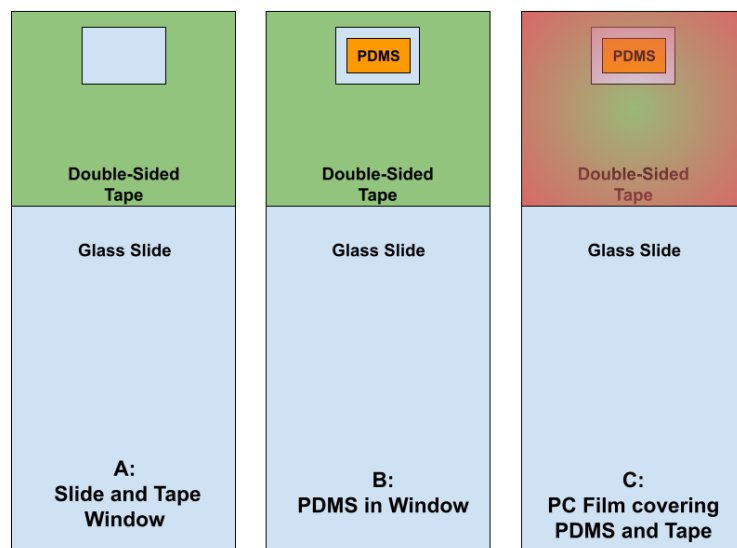 Double-Sided
Tape
Glass Slide
A:
Slide and Tape
Window
PDMS
Double-Sided
Tape
Glass Slide
B:
PDMS in Window
PDMS
Double-Sided
Tape
Glass Slide
C:
PC Film covering
PDMS and Tape